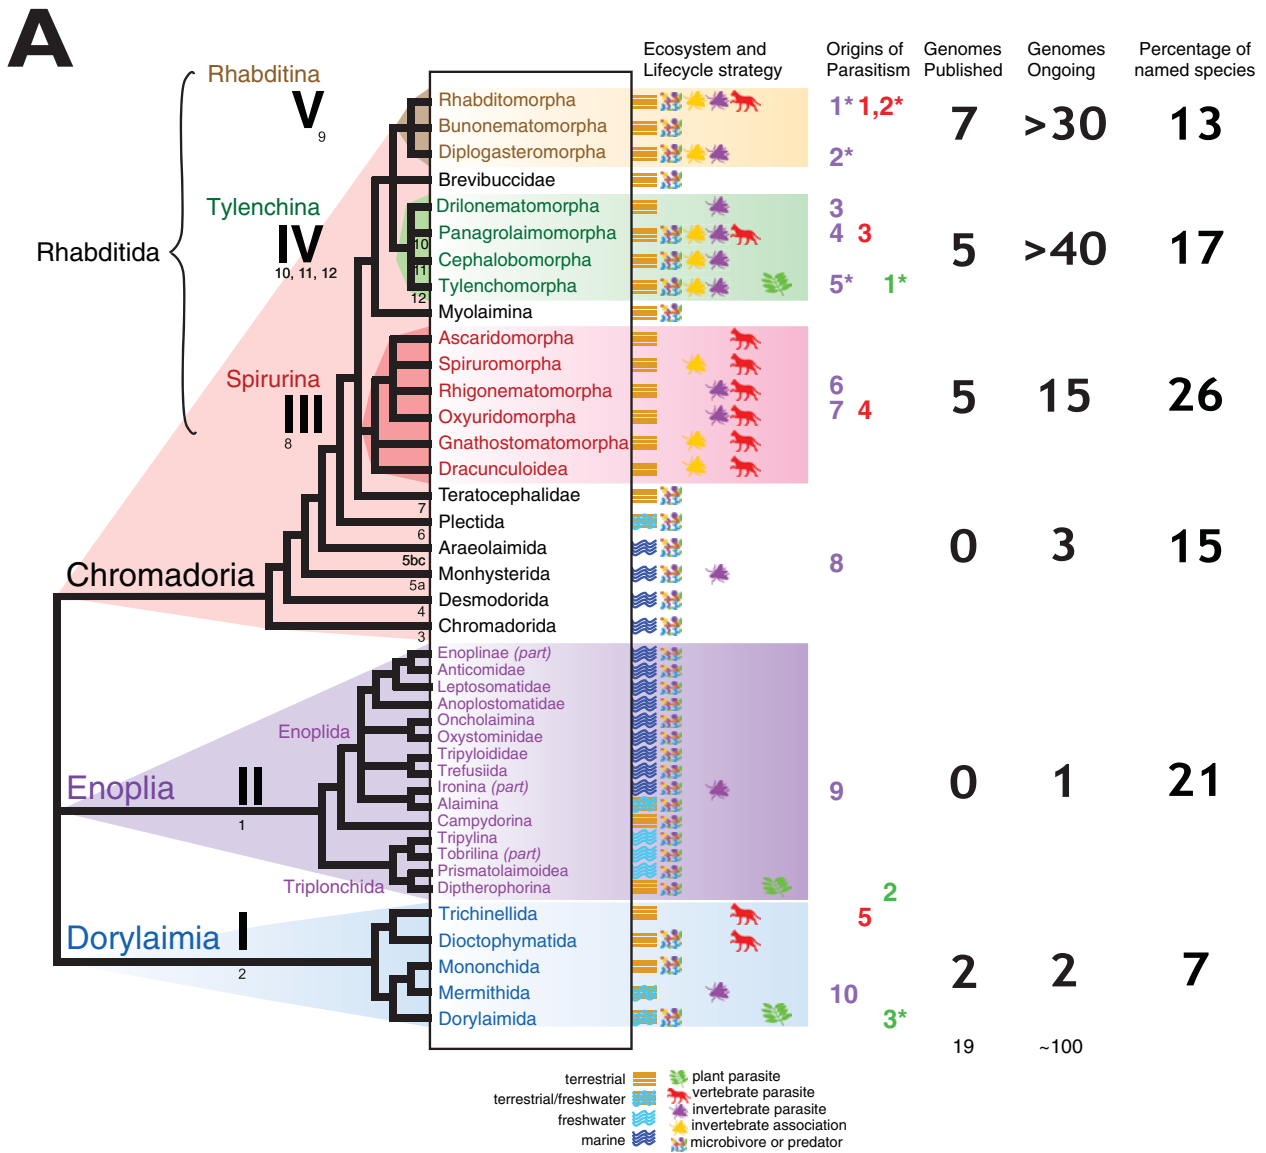 A
Ecosystem and
Lifecycle strategy
Origins of
Parasitism
Genomes
Published
Genomes
Ongoing
Percentage of
named species
Rhabditina
V
9
Rhabditomorpha
1* 1,2*
Bunonematomorpha
7 >30 13
Diplogasteromorpha
2*
Brevibuccidae
Tylenchina
IV
10, 11, 12
Rhabditida
Drilonematomorpha
3
10
Panagrolaimomorpha
4 3
11
Cephalobomorpha
5 >40 17
12
Tylenchomorpha
5* 1*
Myolaimina
Spirurina
III
8
Ascaridomorpha
Spiruromorpha
Rhigonematomorpha
6
Oxyuridomorpha
7 4
5 15 26
Gnathostomatomorpha
Dracunculoidea
7
Teratocephalidae
6
Plectida
5bc
Araeolaimida
0 3 15
5a
Monhysterida
8
4
Desmodorida
3
Chromadorida
Chromadoria
Enoplinae (part)
Anticomidae
Leptosomatidae
Anoplostomatidae
Enoplida
Oncholaimina
Oxystominidae
Tripyloididae
Trefusiida
Enoplia
II
1
Ironina (part)
9
0 1 21
Alaimina
Campydorina
Tripylina
Tobrilina (part)
Prismatolaimoidea
Triplonchida
Diptherophorina
2
Trichinellida
5
Dorylaimia
I
2
Dioctophymatida
Mononchida
2 2 7
Mermithida
10
Dorylaimida
3*
19 ~100
terrestrial
terrestrial/freshwater
freshwater
marine
plant parasite
vertebrate parasite
invertebrate parasite
invertebrate association
microbivore or predator